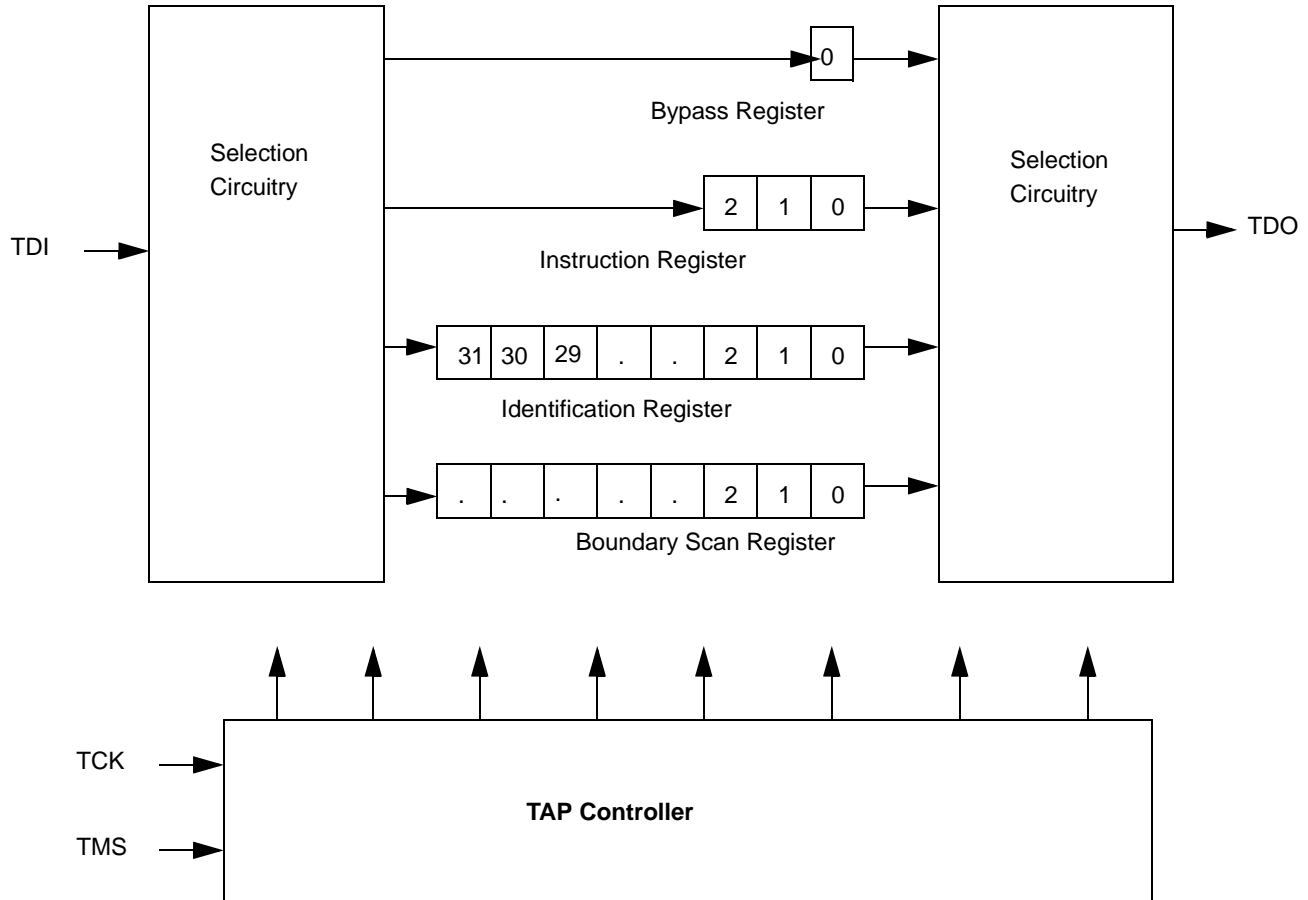 0
Bypass Register
Selection
Circuitry
Selection
Circuitry
2 1 0
TDI
TDO
Instruction Register
31 30 29 . . 2 1 0
Identification Register
. . . . . 2 1 0
Boundary Scan Register
TCK
TAP Controller
TMS